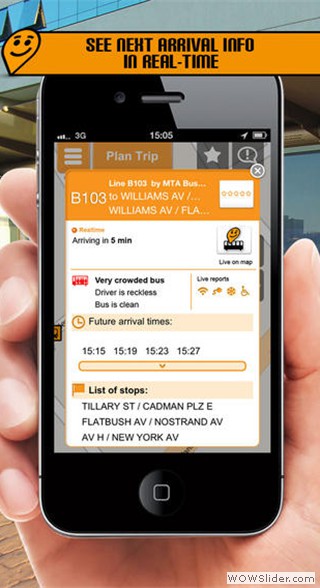 SEE NEXT ARRIVAL INFO
IN REAL-TIME
3G
15:05
Plan Trip
Line B103 by MTA Bus...
B103 to WILLIAMS AV /...
WILLIAMS AV / FLA...
Realtime
Arriving in 5 min
Live on map
Very crowded bus
Driver is reckless
Bus is clean
Live reports
Future arrival times:
15:15 15:19 15:23 15:27
List of stops:
TILLARY ST / CADMAN PLZ E
FLATBUSH AV / NOSTRAND AV
AV H / NEW YORK AV
WOWSlider.com